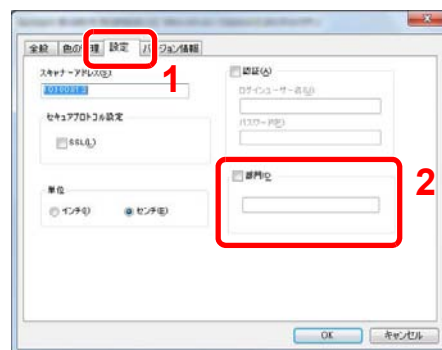 全般 色の 理 設定 バージョン情報
1
スキャナーアドレス(S)
認証(A)
ログインユーザー名(U)
セキュアプロトコル設定
パスワード(P)
SSL(L)
部門ID
2
単位
インチ(I) センチ(E)
OK キャンセル